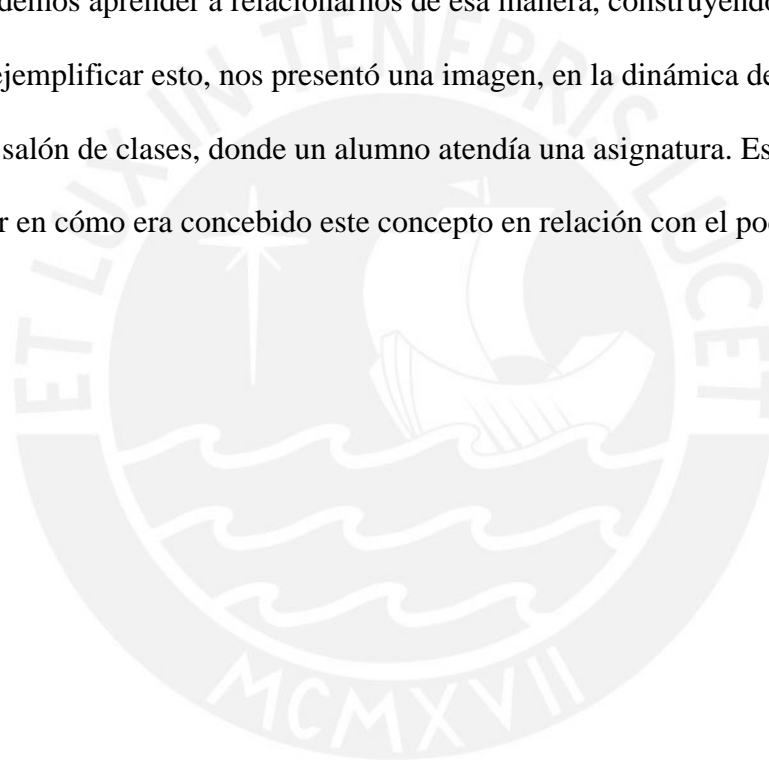 demos aprender a relacionarnos de esa manera, construyendo
ejemplificar esto, nos presentó una imagen, en la dinámica de
salón de clases, donde un alumno atendía una asignatura. Es
r en cómo era concebido este concepto en relación con el po
ET LUX IN TENEBRIS LUCET
MCMXVII